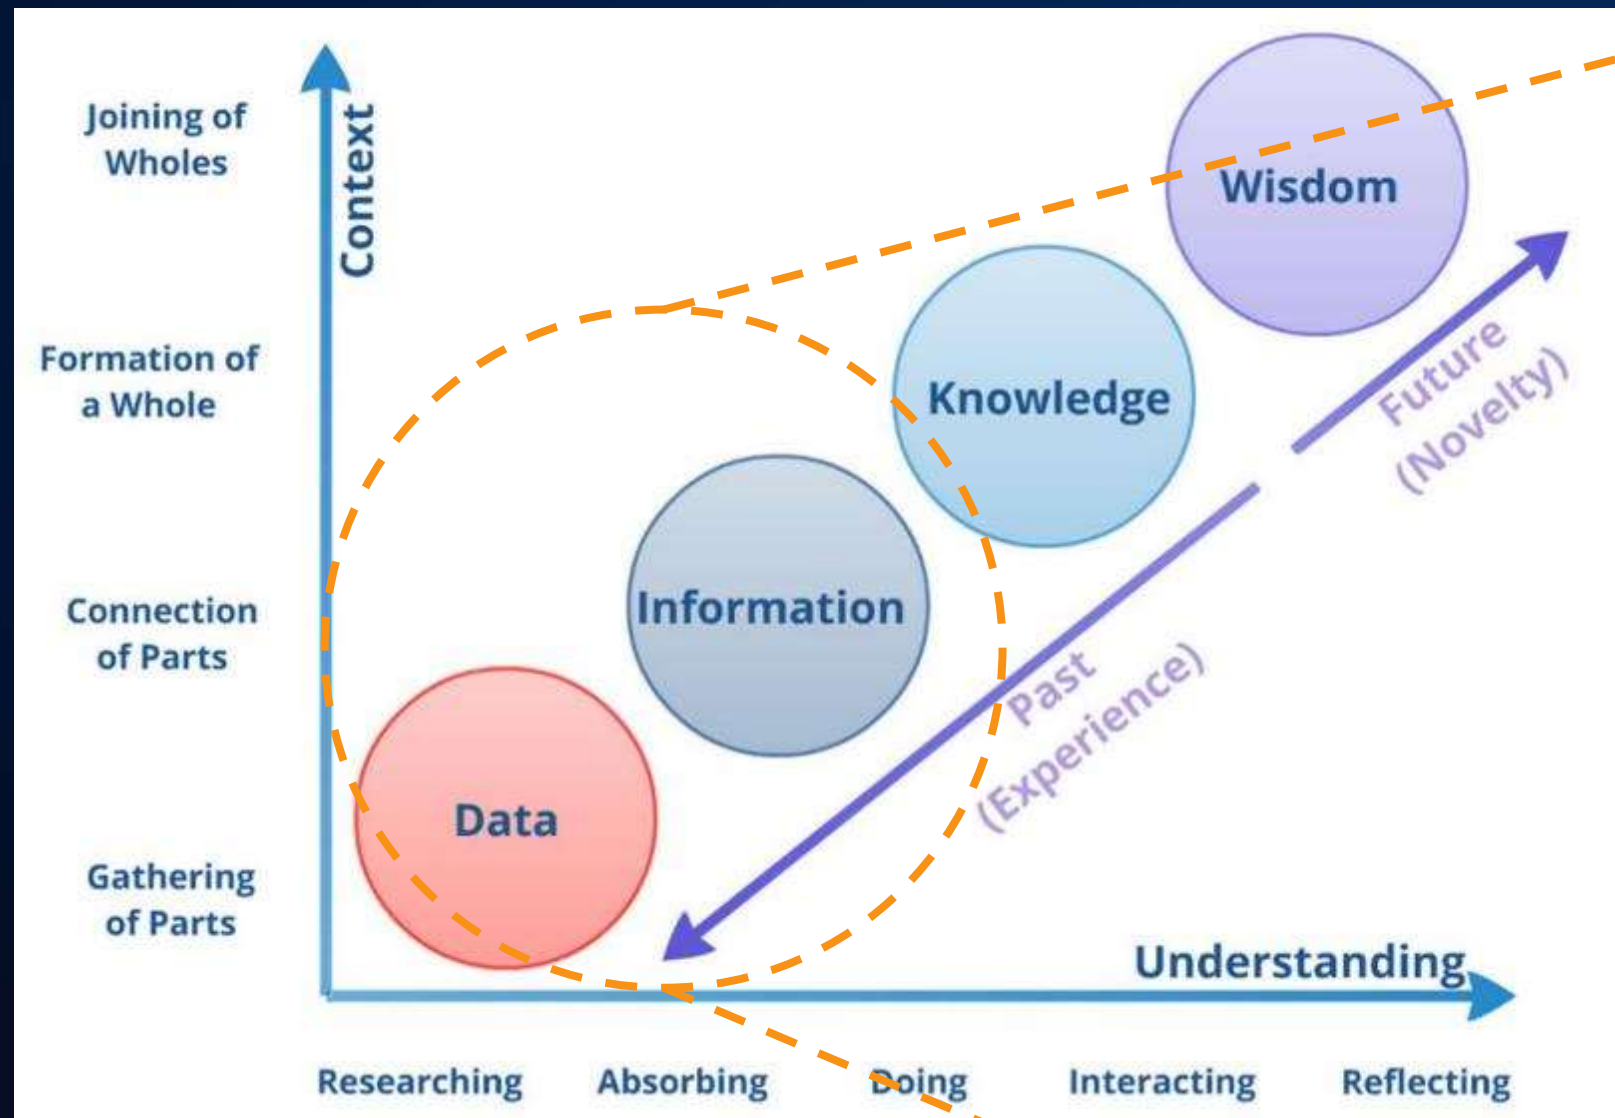 Joining of
Wholes
Context
Wisdom
Formation of
a Whole
Knowledge
Future
(Novelty)
Connection
of Parts
Information
Past
(Experience)
Data
Gathering
of Parts
Understanding
Researching
Absorbing
Doing
Interacting
Reflecting